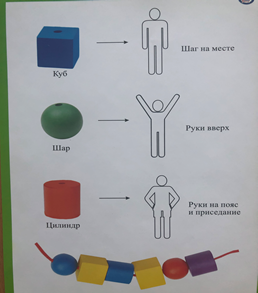 Куб
Шаг на месте
Шар
Руки вверх
Цилиндр
Руки на пояс
и приседание